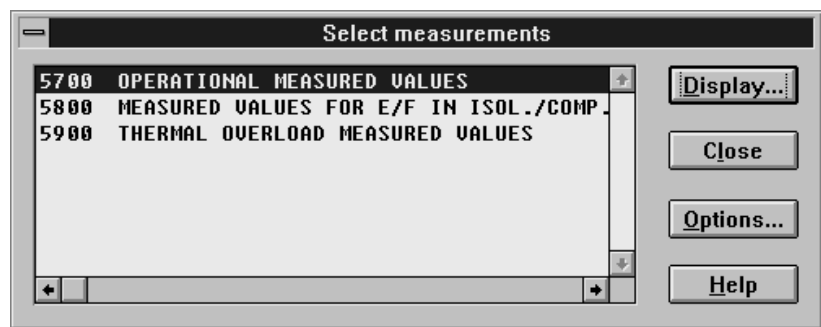 Select measurements
5700 OPERATIONAL MEASURED VALUES
5800 MEASURED VALUES FOR E/F IN ISOL./COMP.
5900 THERMAL OVERLOAD MEASURED VALUES
Display...
Close
Options...
Help